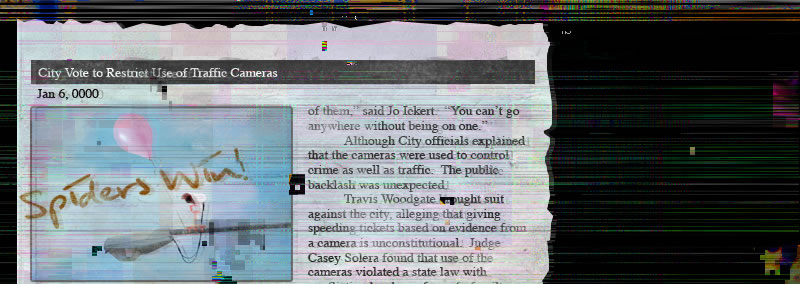 City Vote to Restrict Use of Traffic Cameras
Jan 6, 0000
Spiders Win!
of them," said Jo Ickert. "You can't go
anywhere without being on one."
Although City officials explained
that the cameras were used to control
crime as well as traffic. The public
backlash was unexpected.
Travis Woodgate suit
against the city, alleging that giving
speeding tickets based on evidence from
a camera is unconstitutional. Judge
Casey Solera found that use of the
cameras violated a state law with